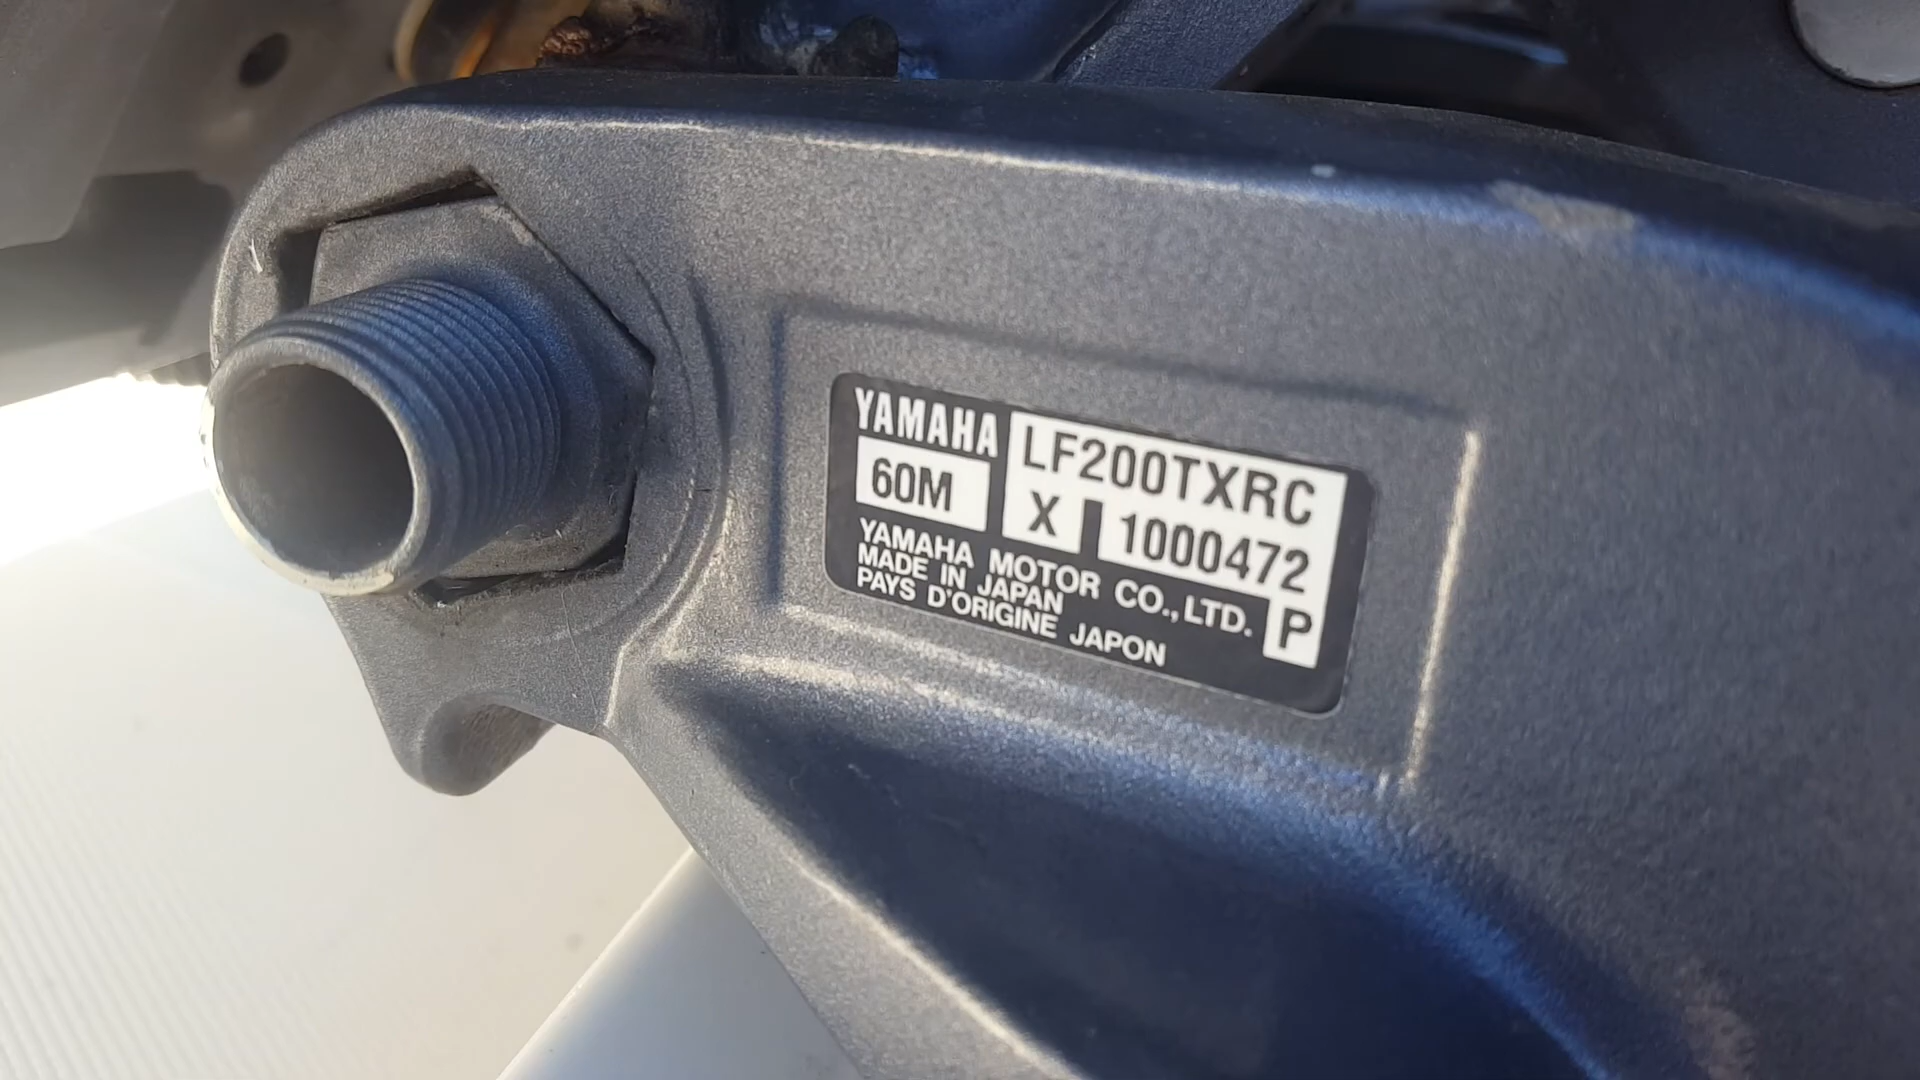 YAMAHA LF200TXRC
60M X 1000472
YAMAHA MOTOR CO., LTD. P
MADE IN JAPAN
PAYS D'ORIGINE JAPON